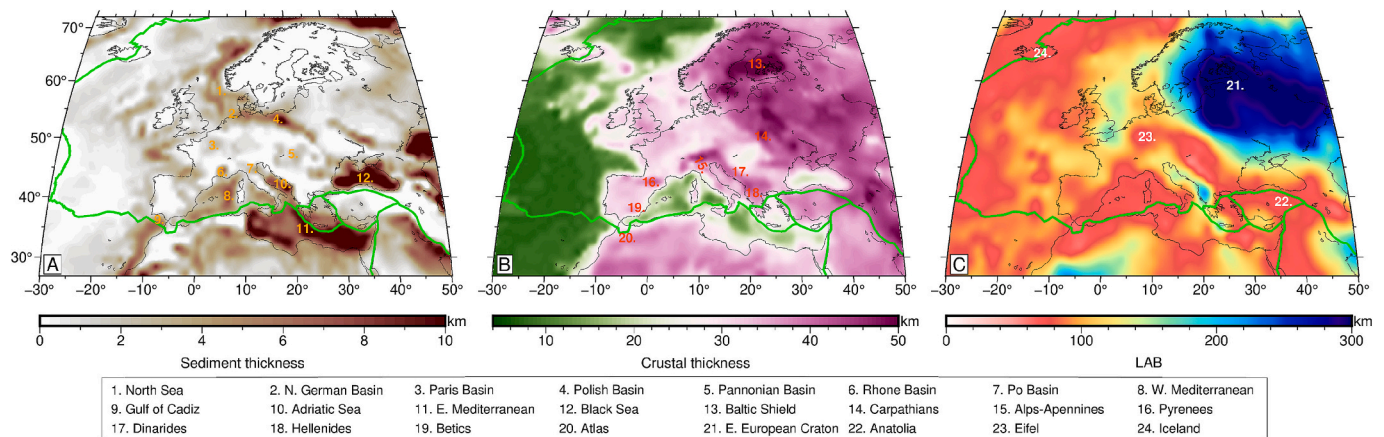 70°
60°
50°
40°
30°
−30° −20° −10° 0° 10° 20° 30° 40° 50°
A
1. 2. 3. 4. 5. 6. 7. 8. 9. 10. 11. 12.
−30° −20° −10° 0° 10° 20° 30° 40° 50°
B
13. 14. 15. 16. 17. 18. 19. 20.
−30° −20° −10° 0° 10° 20° 30° 40° 50°
C
21. 22. 23. 24.
0 2 4 6 8 10 km
Sediment thickness
10 20 30 40 50 km
Crustal thickness
0 100 200 300 km
LAB
1. North Sea 2. N. German Basin 3. Paris Basin 4. Polish Basin 5. Pannonian Basin 6. Rhone Basin 7. Po Basin 8. W. Mediterranean
9. Gulf of Cadiz 10. Adriatic Sea 11. E. Mediterranean 12. Black Sea 13. Baltic Shield 14. Carpathians 15. Alps-Apennines 16. Pyrenees
17. Dinarides 18. Hellenides 19. Betics 20. Atlas 21. E. European Craton 22. Anatolia 23. Eifel 24. Iceland